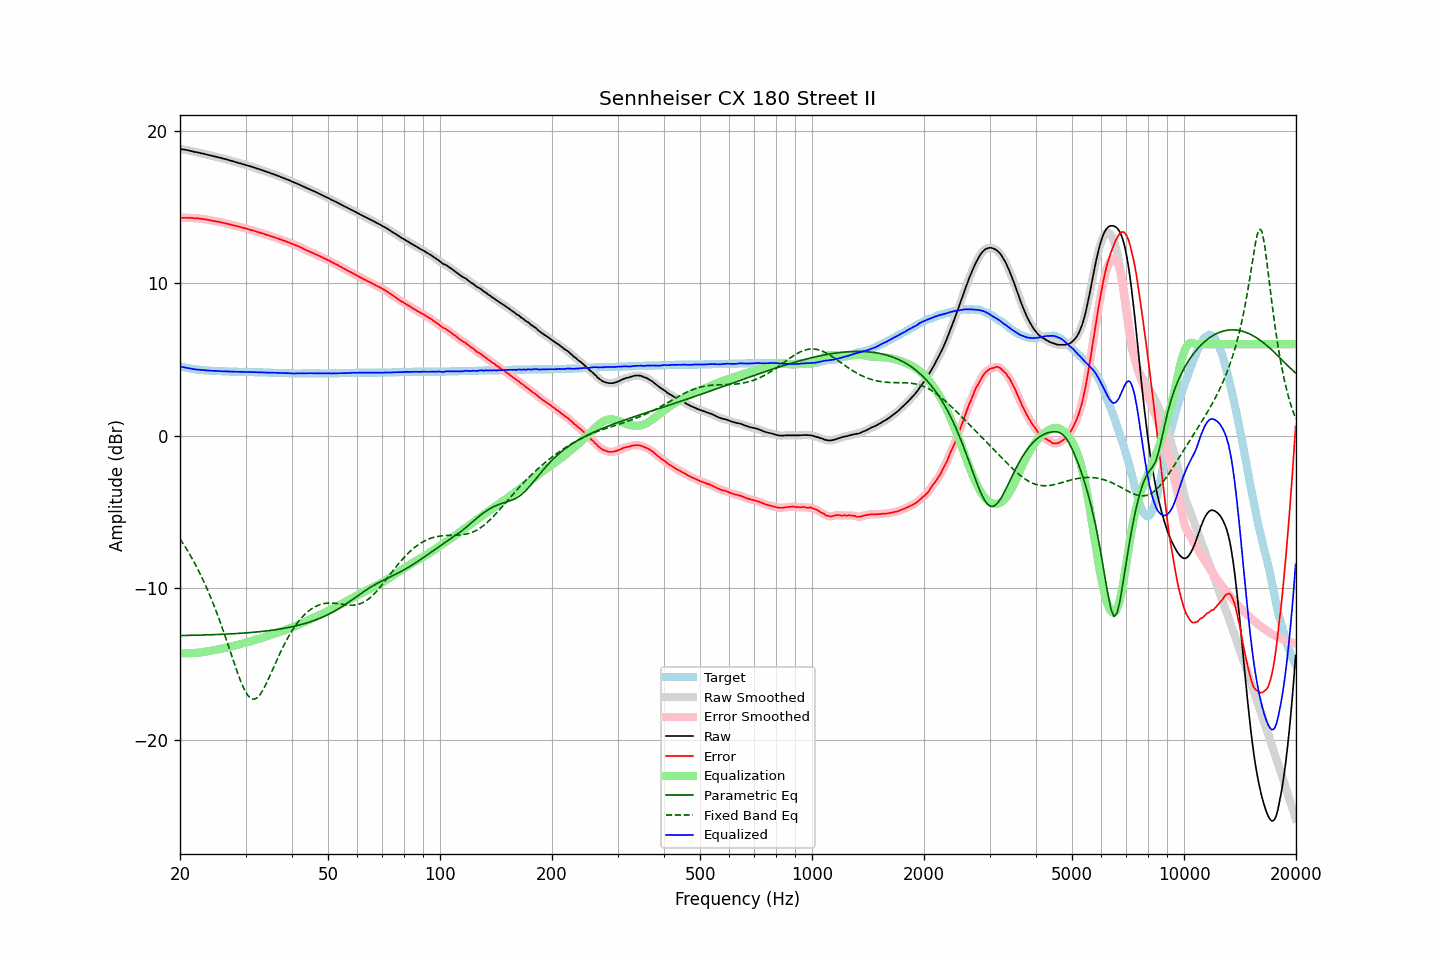 Sennheiser CX 180 Street II
20
10
0
−10
−20
Amplitude (dBr)
Target
Raw Smoothed
Error Smoothed
Raw
Error
Equalization
Parametric Eq
Fixed Band Eq
Equalized
20 50 100 200 500 1000 2000 5000 10000 20000
Frequency (Hz)